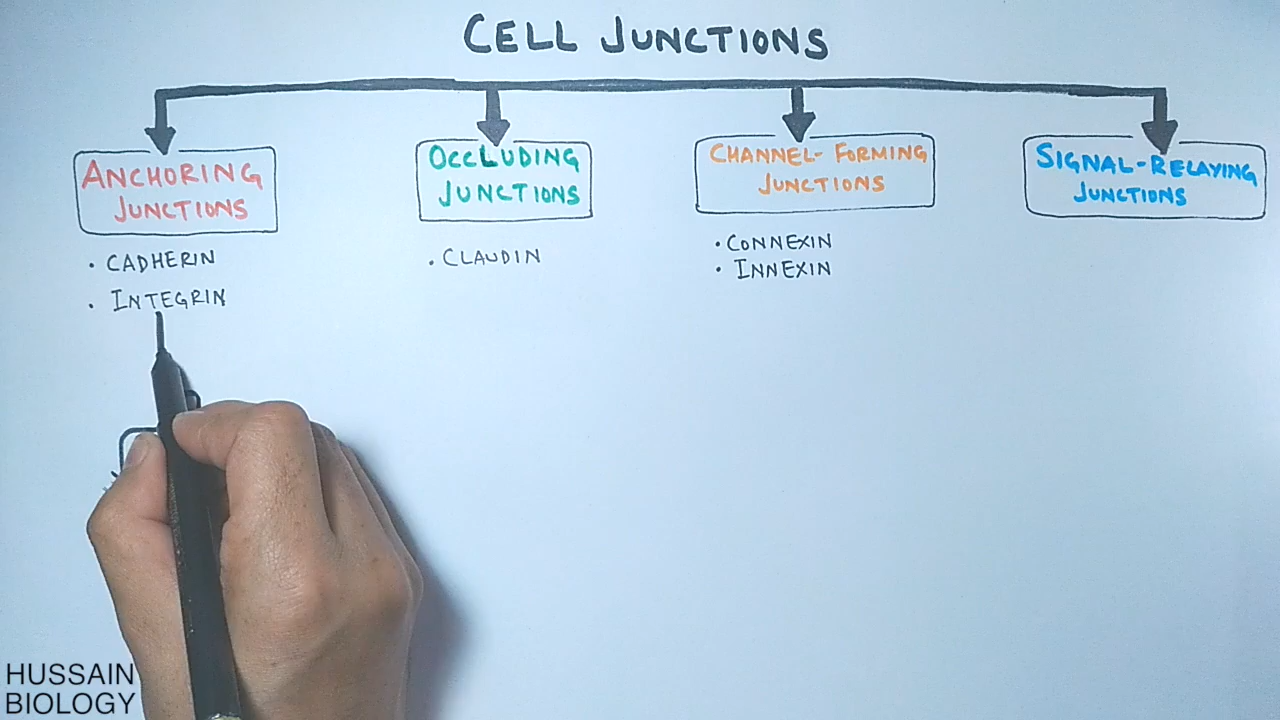 CELL JUNCTIONS
ANCHORING
JUNCTIONS
• CADHERIN
• INTEGRIN
OCCLUDING
JUNCTIONS
• CLAUDIN
CHANNEL-FORMING
JUNCTIONS
• CONNEXIN
• INNEXIN
SIGNAL-RELAYING
JUNCTIONS
HUSSAIN
BIOLOGY